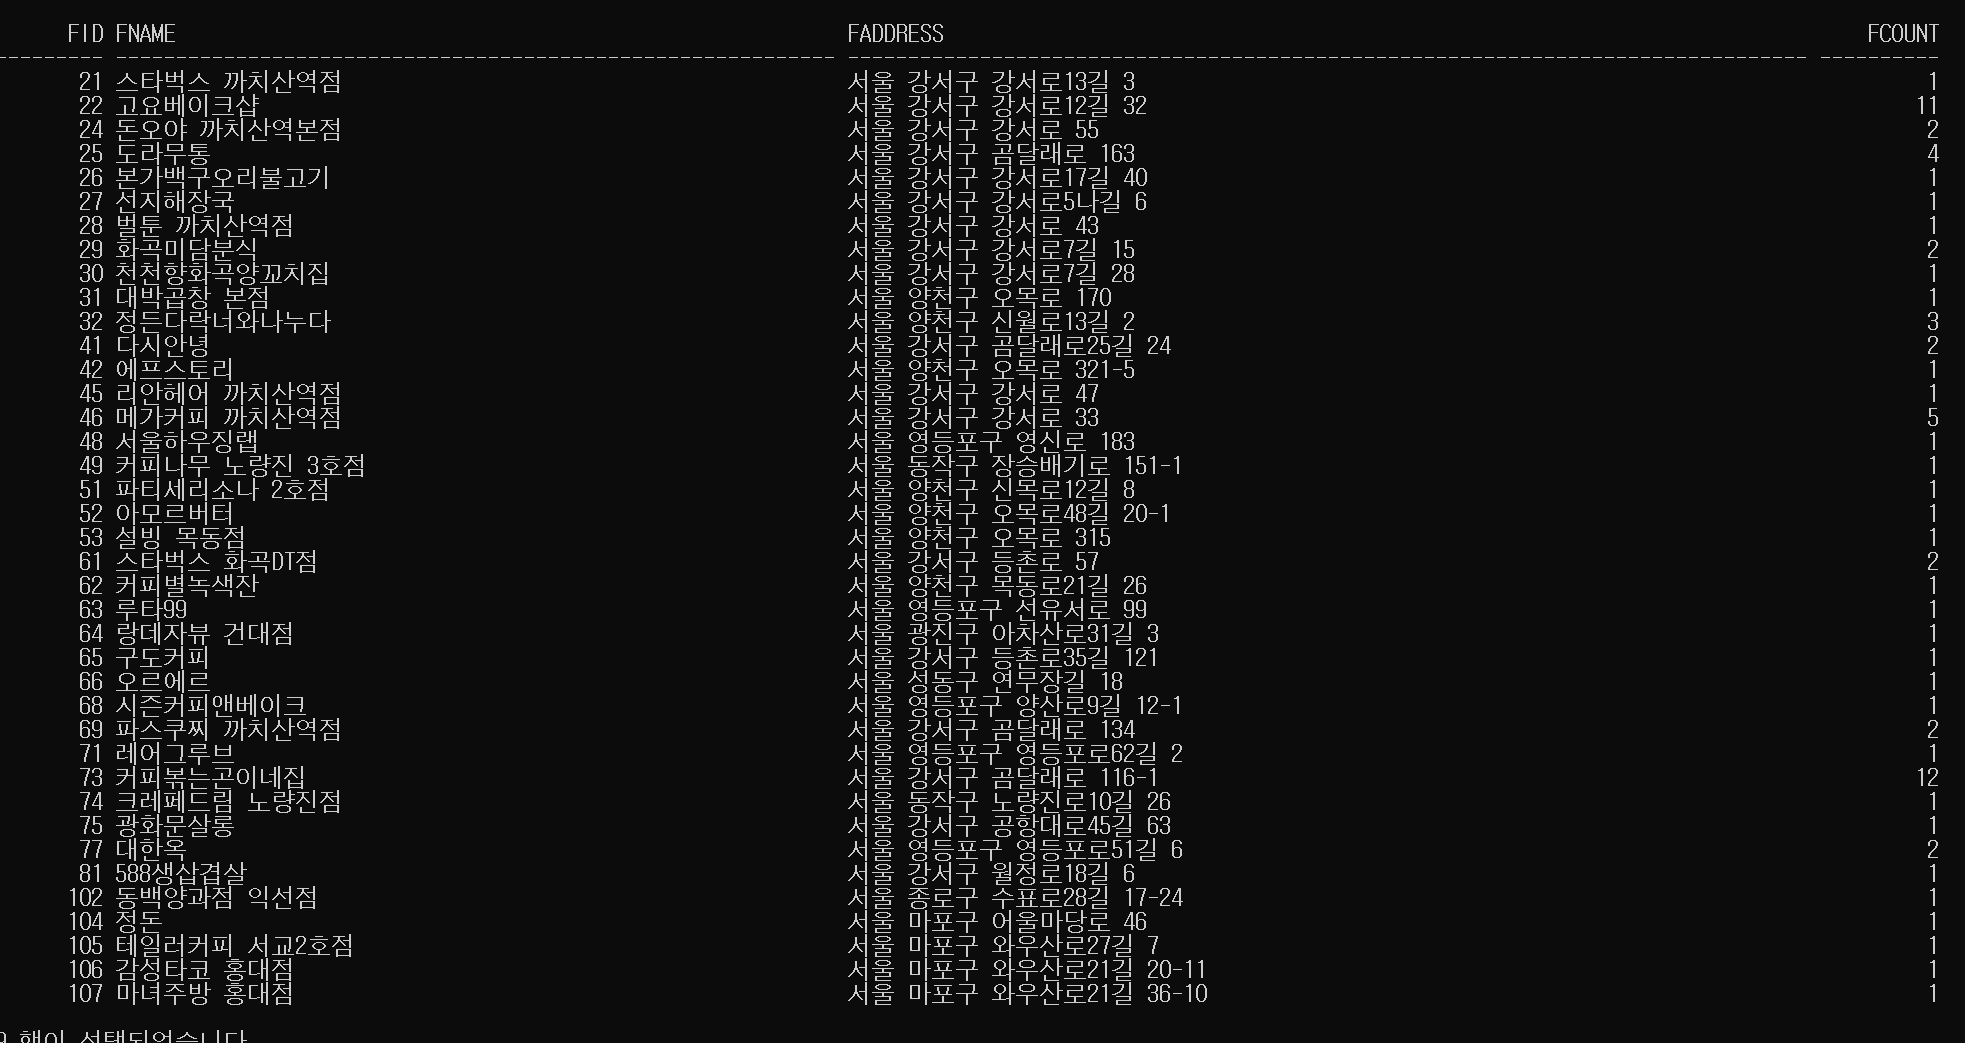 FID FNAME FADDRESS FCOUNT
21 스타벅스 까치산역점 서울 강서구 강서로13길 3 1
22 고요베이크샵 서울 강서구 강서로12길 32 11
24 돈오야 까치산역본점 서울 강서구 강서로 55 2
25 도라무통 서울 강서구 곰달래로 163 4
26 본가백구오리불고기 서울 강서구 강서로17길 40 1
27 선지해장국 서울 강서구 강서로5나길 6 1
28 벌툰 까치산역점 서울 강서구 강서로 43 1
29 화곡미담분식 서울 강서구 강서로7길 15 2
30 천천향화곡양꼬치집 서울 강서구 강서로7길 28 1
31 대박곱창 본점 서울 양천구 오목로 170 1
32 정든다락너와나누다 서울 양천구 신월로13길 2 3
41 다시안녕 서울 강서구 곰달래로25길 24 2
42 에프스토리 서울 양천구 오목로 321-5 1
45 리안헤어 까치산역점 서울 강서구 강서로 47 1
46 메가커피 까치산역점 서울 강서구 강서로 33 5
48 서울하우징랩 서울 영등포구 영신로 183 1
49 커피나무 노량진 3호점 서울 동작구 장승배기로 151-1 1
51 파티세리소나 2호점 서울 양천구 신목로12길 8 1
52 아모르버터 서울 양천구 오목로48길 20-1 1
53 설빙 목동점 서울 양천구 오목로 315 1
61 스타벅스 화곡DT점 서울 강서구 등촌로 57 2
62 커피별녹색잔 서울 양천구 목동로21길 26 1
63 루타99 서울 영등포구 선유서로 99 1
64 랑데자뷰 건대점 서울 광진구 아차산로31길 3 1
65 구도커피 서울 강서구 등촌로35길 121 1
66 오르에르 서울 성동구 연무장길 18 1
68 시즌커피앤베이크 서울 영등포구 양산로9길 12-1 1
69 파스쿠찌 까치산역점 서울 강서구 곰달래로 134 2
71 레어그루브 서울 영등포구 영등포로62길 2 1
73 커피볶는곤이네집 서울 강서구 곰달래로 116-1 12
74 크레페드림 노량진점 서울 동작구 노량진로10길 26 1
75 광화문살롱 서울 강서구 공항대로45길 63 1
77 대한옥 서울 영등포구 영등포로51길 6 2
81 588생삼겹살 서울 강서구 월정로18길 6 1
102 동백양과점 익선점 서울 종로구 수표로28길 17-24 1
104 정돈 서울 마포구 어울마당로 46 1
105 테일러커피 서교2호점 서울 마포구 와우산로27길 7 1
106 감성타코 홍대점 서울 마포구 와우산로21길 20-11 1
107 마녀주방 홍대점 서울 마포구 와우산로21길 36-10 1
행이 선택되었습니다